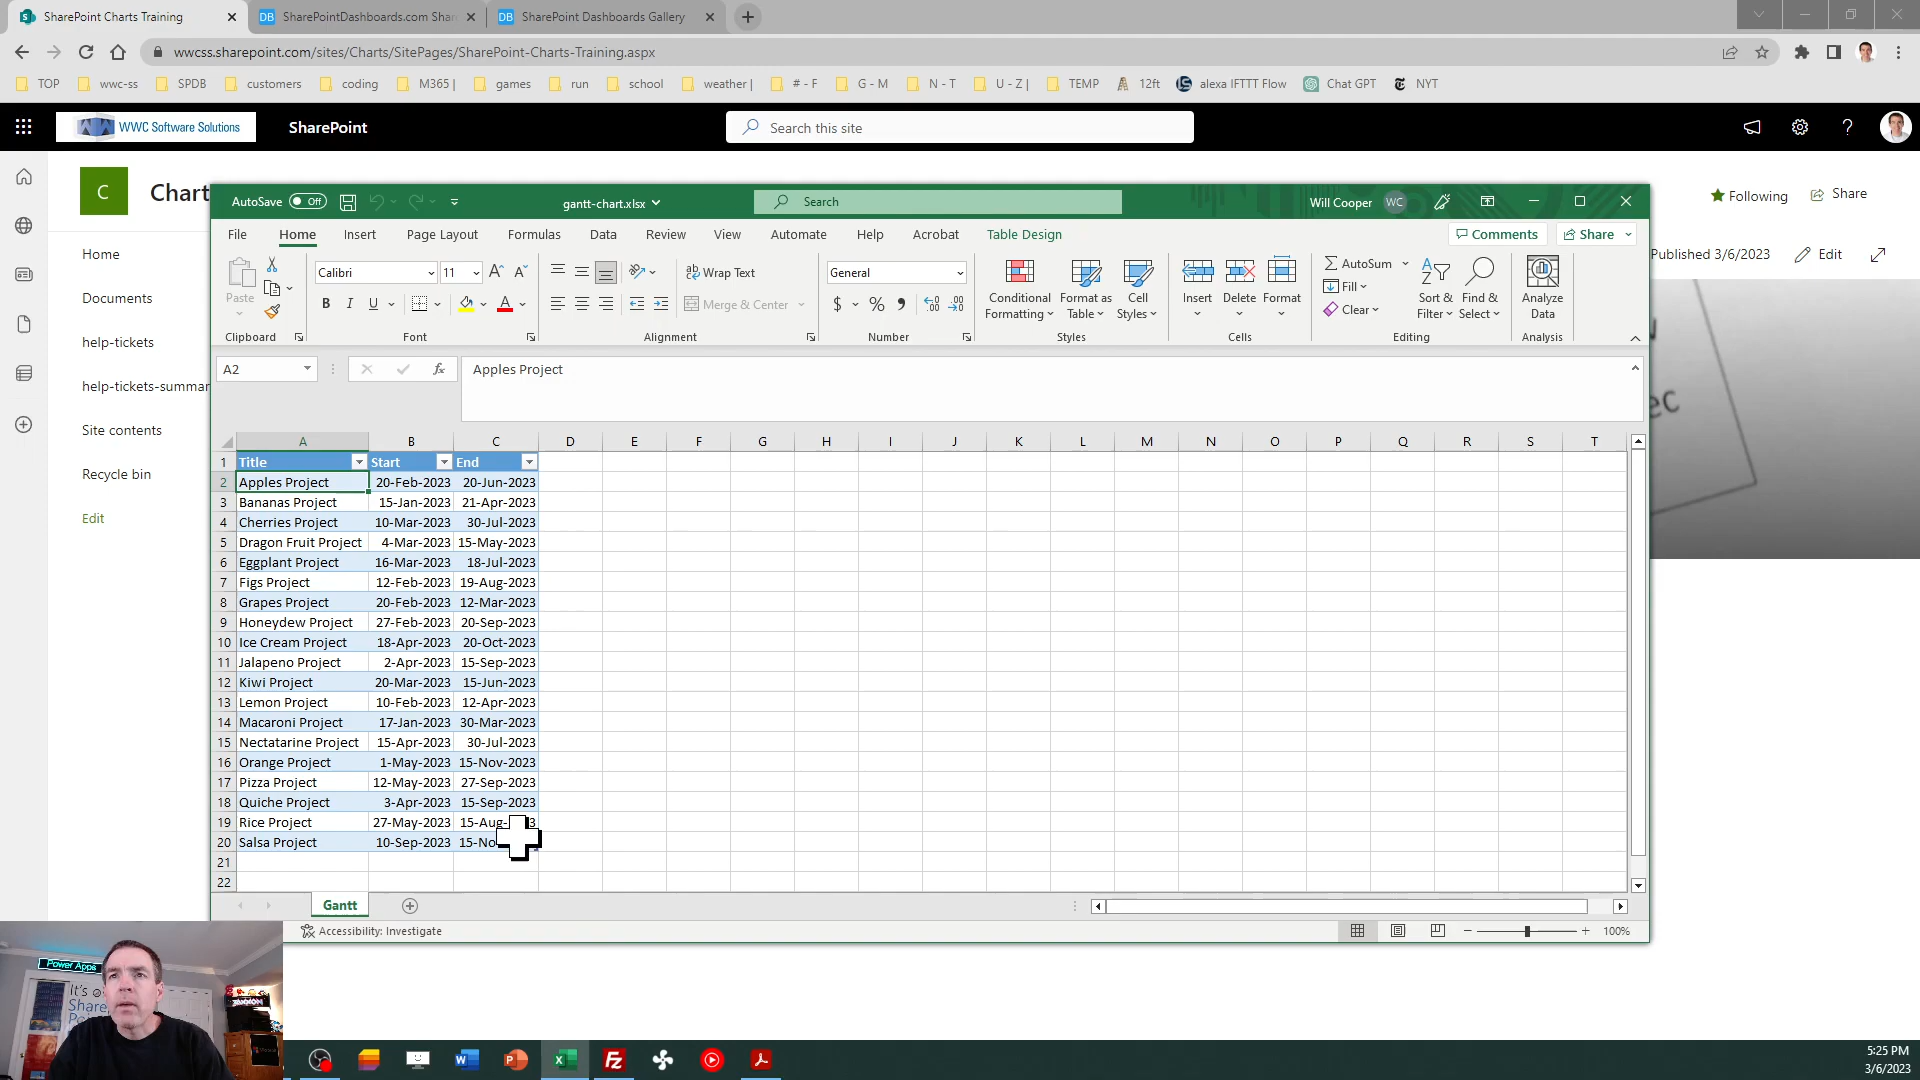 SharePoint Charts Training
SharePointDashboards.com Shar
SharePoint Dashboards Gallery
wwcss.sharepoint.com/sites/Charts/SitePages/SharePoint-Charts-Training.aspx
TOP wwc-ss SPDB customers coding M365 | games run school weather | # - F G - M N - T U - Z | TEMP 12ft alexa IFTTT Flow Chat GPT NYT
WWC Software Solutions SharePoint Search this site
C Chart
Following Share
Home
Documents
help-tickets
help-tickets-summar
Site contents
Recycle bin
Edit
Published 3/6/2023 Edit
AutoSave Off gantt-chart.xlsx Search Will Cooper WC
File Home Insert Page Layout Formulas Data Review View Automate Help Acrobat Table Design Comments Share
Paste
Clipboard
Calibri 11
B I U
Font
Wrap Text
Merge & Center
Alignment
General
$ % ,
Number
Conditional Formatting
Format as Table
Cell Styles
Styles
Insert Delete Format
Cells
AutoSum
Fill
Clear
Sort & Filter
Find & Select
Editing
Analyze Data
Analysis
A2 fx Apples Project
A B C D E F G H I J K L M N O P Q R S T
1 Title Start End
2 Apples Project 20-Feb-2023 20-Jun-2023
3 Bananas Project 15-Jan-2023 21-Apr-2023
4 Cherries Project 10-Mar-2023 30-Jul-2023
5 Dragon Fruit Project 4-Mar-2023 15-May-2023
6 Eggplant Project 16-Mar-2023 18-Jul-2023
7 Figs Project 12-Feb-2023 19-Aug-2023
8 Grapes Project 20-Feb-2023 12-Mar-2023
9 Honeydew Project 27-Feb-2023 20-Sep-2023
10 Ice Cream Project 18-Apr-2023 20-Oct-2023
11 Jalapeno Project 2-Apr-2023 15-Sep-2023
12 Kiwi Project 20-Mar-2023 15-Jun-2023
13 Lemon Project 10-Feb-2023 12-Apr-2023
14 Macaroni Project 17-Jan-2023 30-Mar-2023
15 Nectatarine Project 15-Apr-2023 30-Jul-2023
16 Orange Project 1-May-2023 15-Nov-2023
17 Pizza Project 12-May-2023 27-Sep-2023
18 Quiche Project 3-Apr-2023 15-Sep-2023
19 Rice Project 27-May-2023 15-Aug- 3
20 Salsa Project 10-Sep-2023 15-No
21
22
Gantt
Accessibility: Investigate
100%
ec
Power Apps
It's
Share
Po
5:25 PM
3/6/2023